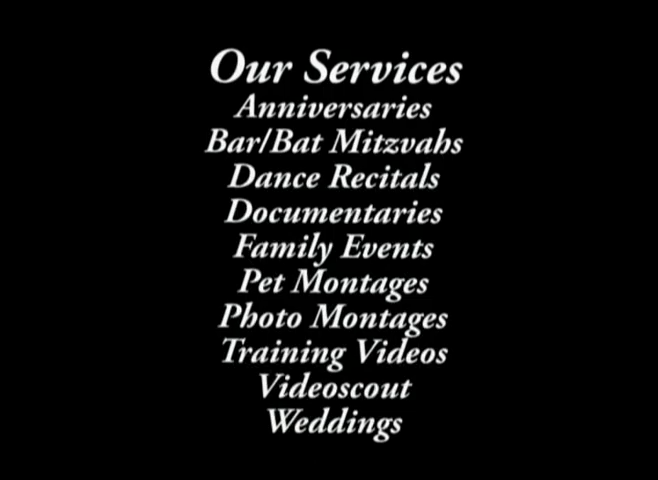 Our Services
Anniversaries
Bar/Bat Mitzvahs
Dance Recitals
Documentaries
Family Events
Pet Montages
Photo Montages
Training Videos
Videoscout
Weddings